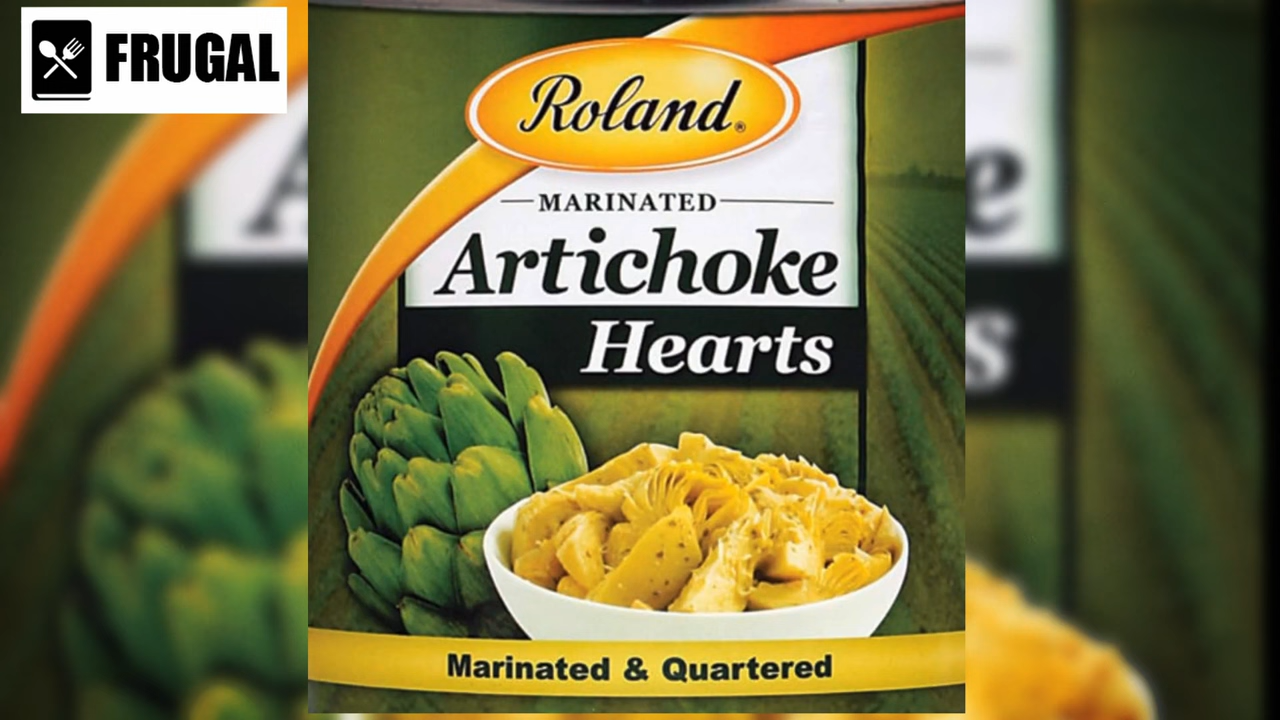 FRUGAL
Roland®
MARINATED
Artichoke
Hearts
Marinated & Quartered